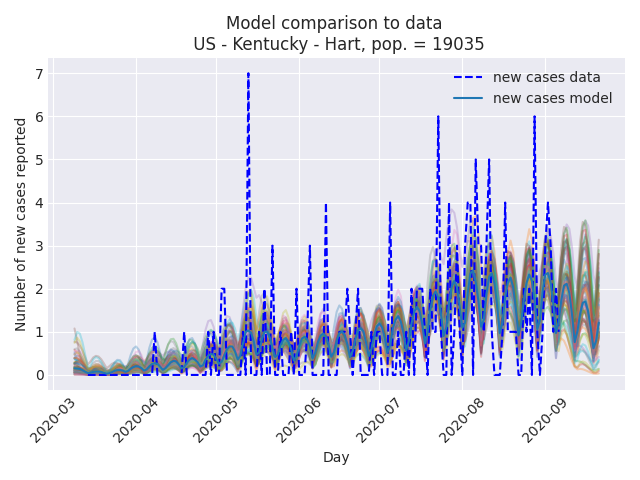 Model comparison to data
US - Kentucky - Hart, pop. = 19035
new cases data
new cases model
Number of new cases reported
7
6
5
4
3
2
1
0
2020-03
2020-04
2020-05
2020-06
2020-07
2020-08
2020-09
Day